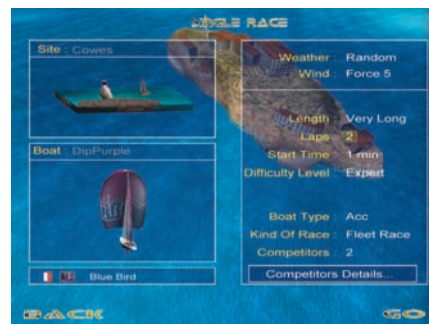 SINGLE RACE
Site : Cowes
Boat : DipPurple
Blue Bird
Weather : Random
Wind : Force 5
Length : Very Long
Laps : 2
Start Time : 1 min
Difficulty Level : Expert
Boat Type : Acc
Kind Of Race : Fleet Race
Competitors : 2
Competitors Details...
BACK
GO